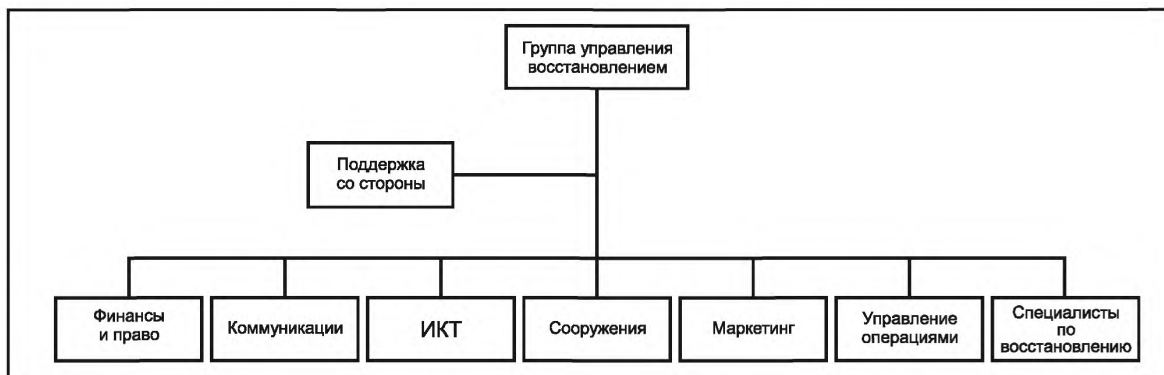 Группа управления
восстановлением
Поддержка
со стороны
Финансы
и право
Коммуникации
ИКТ
Сооружения
Маркетинг
Управление
операциями
Специалисты
по
восстановлению